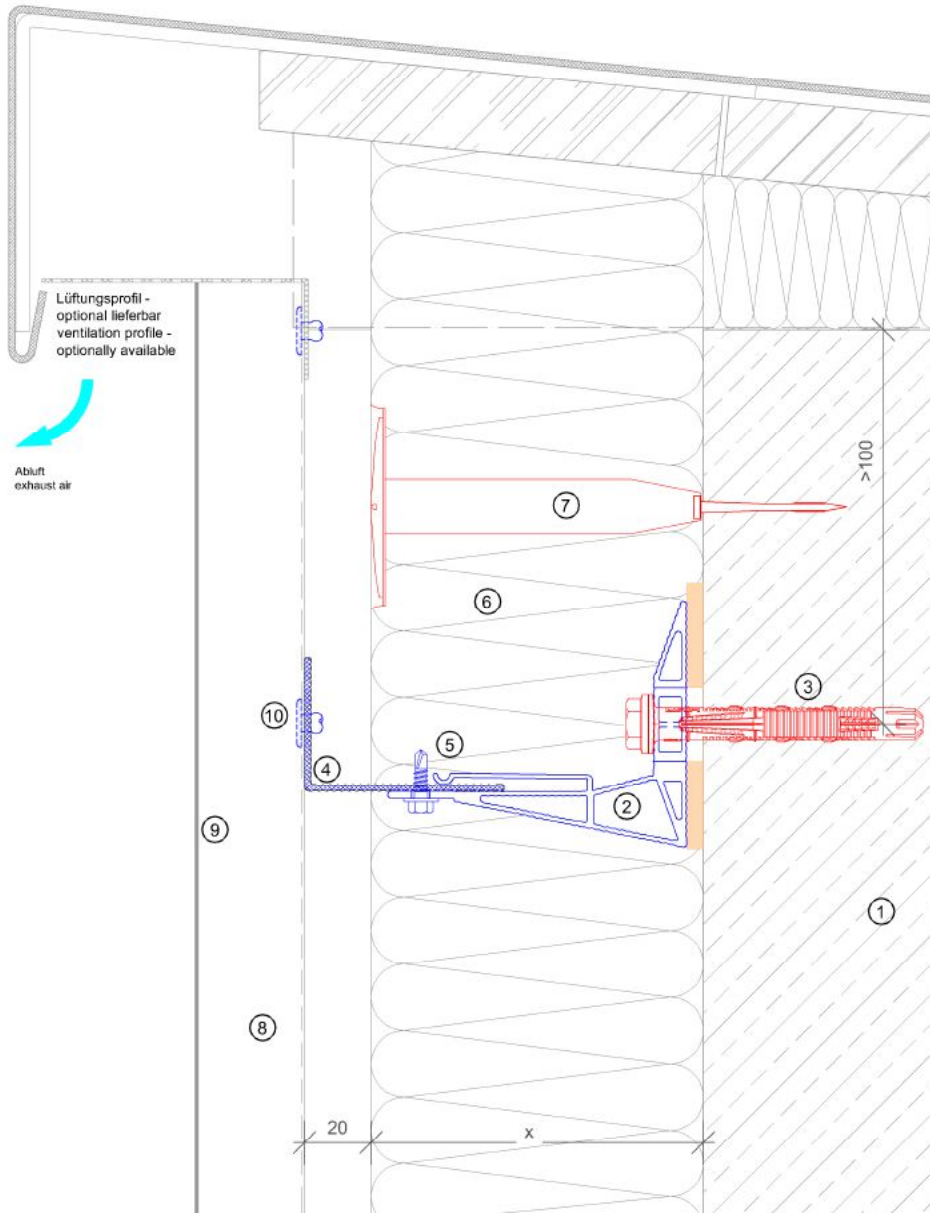 Lüftungsprofil -
optional lieferbar
ventilation profile -
optionally available
Abluft
exhaust air
>100
7
6
3
10
5
4
2
9
1
8
20
x